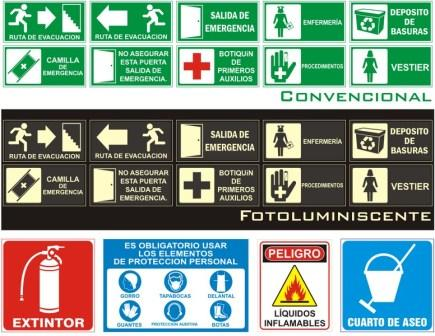 RUTA DE EVACUACION
RUTA DE EVACUACION
SALIDA DE
EMERGENCIA
ENFERMERÍA
DEPOSITO
DE
BASURAS
CAMILLA
DE
EMERGENCIA
NO ASEGURAR
ESTA PUERTA
SALIDA DE
EMERGENCIA.
BOTIQUíN
DE
PRIMEROS
AUXILIOS
PROCEDIMIENTOS
VESTIER
CONVENCIONAL
RUTA DE EVACUACION
RUTA DE EVACUACION
SALIDA DE
EMERGENCIA
ENFERMERÍA
DEPOSITO
DE
BASURAS
CAMILLA
DE
EMERGENCIA
NO ASEGURAR
ESTA PUERTA
SALIDA DE
EMERGENCIA.
BOTIQUíN
DE
PRIMEROS
AUXILIOS
PROCEDIMIENTOS
VESTIER
FOTOLUMINISCENTE
EXTINTOR
ES OBLIGATORIO USAR
LOS ELEMENTOS
DE PROTECCION PERSONAL
GORRO
TAPABOCAS
DELANTAL
GUANTES
PROTECCION AUDITIVA
BOTAS
PELIGRO
LÍQUIDOS
INFLAMABLES
CUARTO DE ASEO